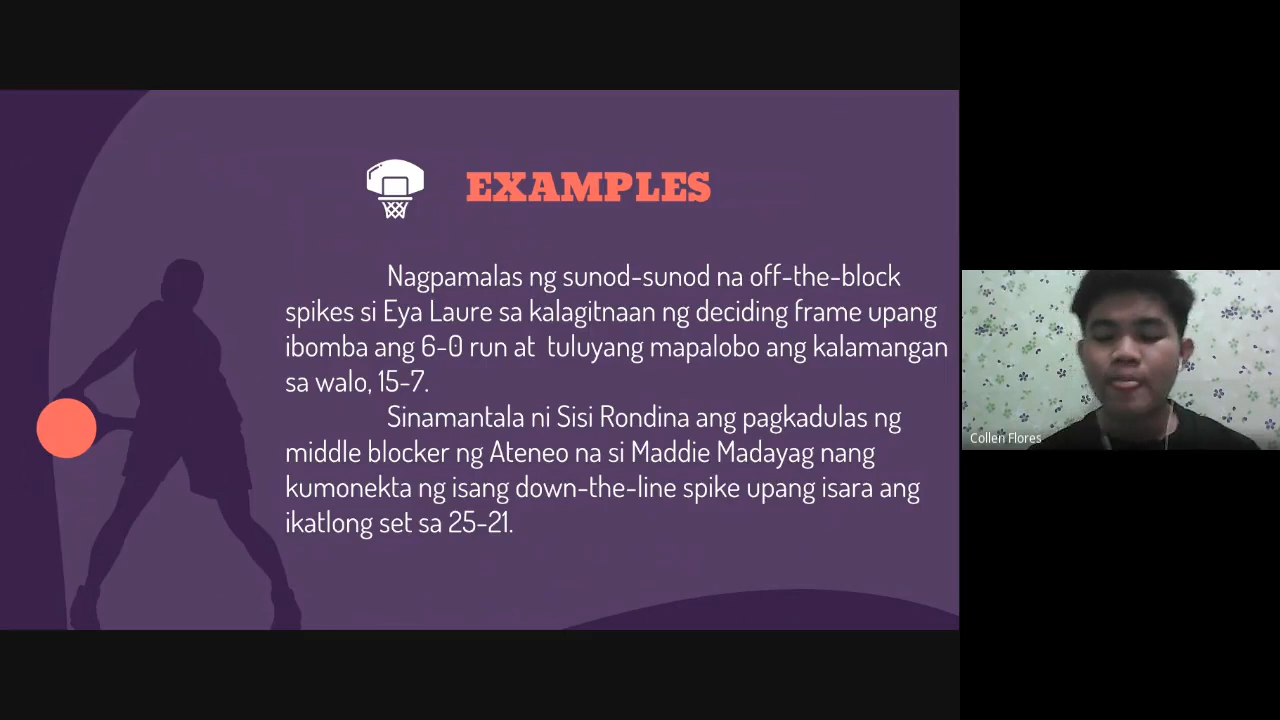 EXAMPLES
Nagpamalas ng sunod-sunod na off-the-block
spikes si Eya Laure sa kalagitnaan ng deciding frame upang
ibomba ang 6-0 run at tuluyang mapalobo ang kalamangan
sa walo, 15-7.
Sinamantala ni Sisi Rondina ang pagkadulas ng
middle blocker ng Ateneo na si Maddie Madayag nang
kumonekta ng isang down-the-line spike upang isara ang
ikatlong set sa 25-21.
Collen Flores